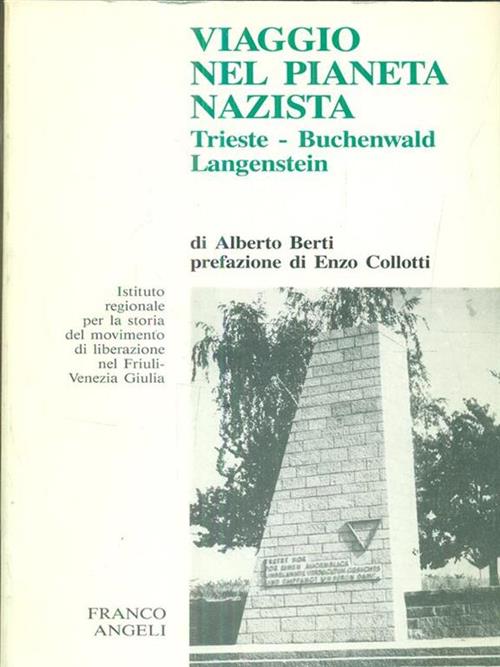 VIAGGIO
NEL PIANETA
NAZISTA
Trieste - Buchenwald
Langenstein
di Alberto Berti
prefazione di Enzo Collotti
Istituto
regionale
per la storia
del movimento
di liberazione
nel Friuli-
Venezia Giulia
FRANCO
ANGELI